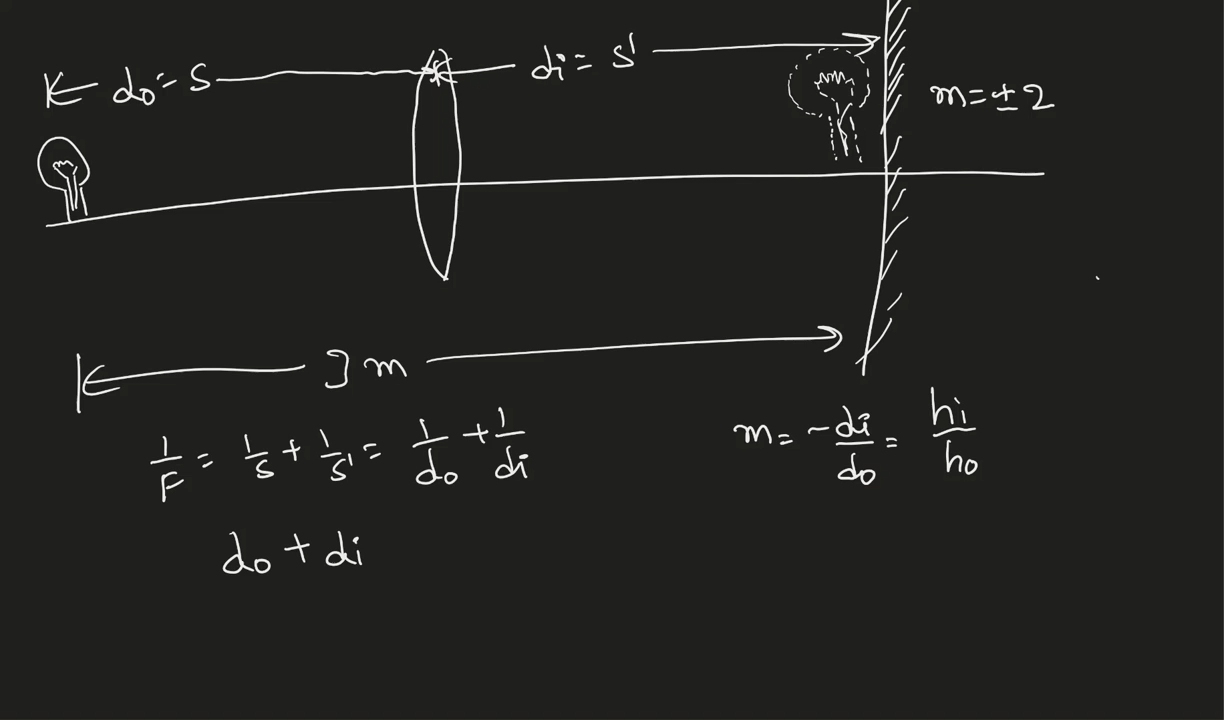 do = s
di = s'
m = ± 2
3 m
1/F = 1/s + 1/s' = 1/do + 1/di
m = -di/do = hi/ho
do + di